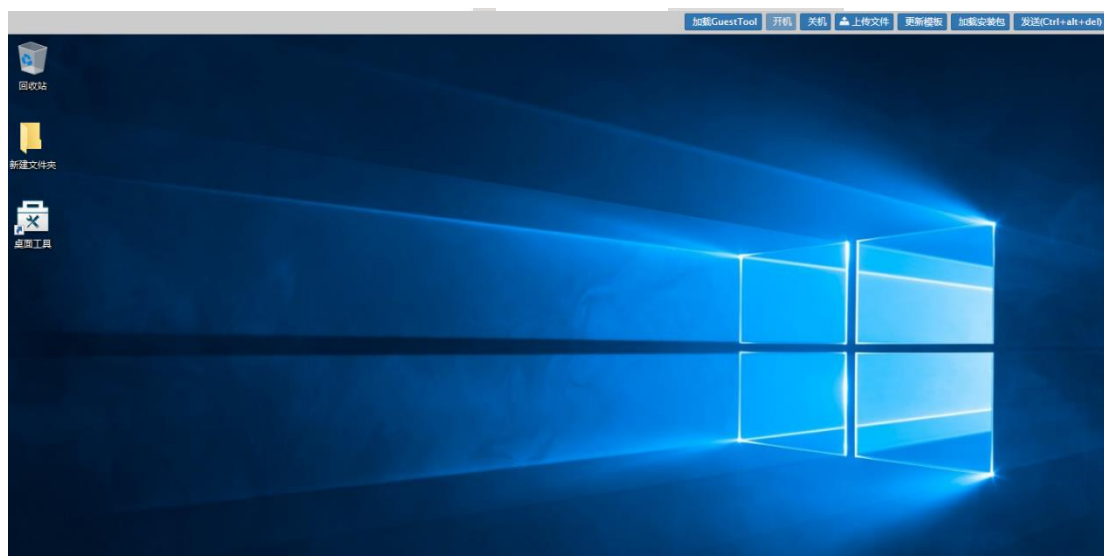 加载GuestTool 开机 关机 上传文件 更新模板 加载安装包 发送(Ctrl+alt+del)
回收站
新建文件夹
桌面工具